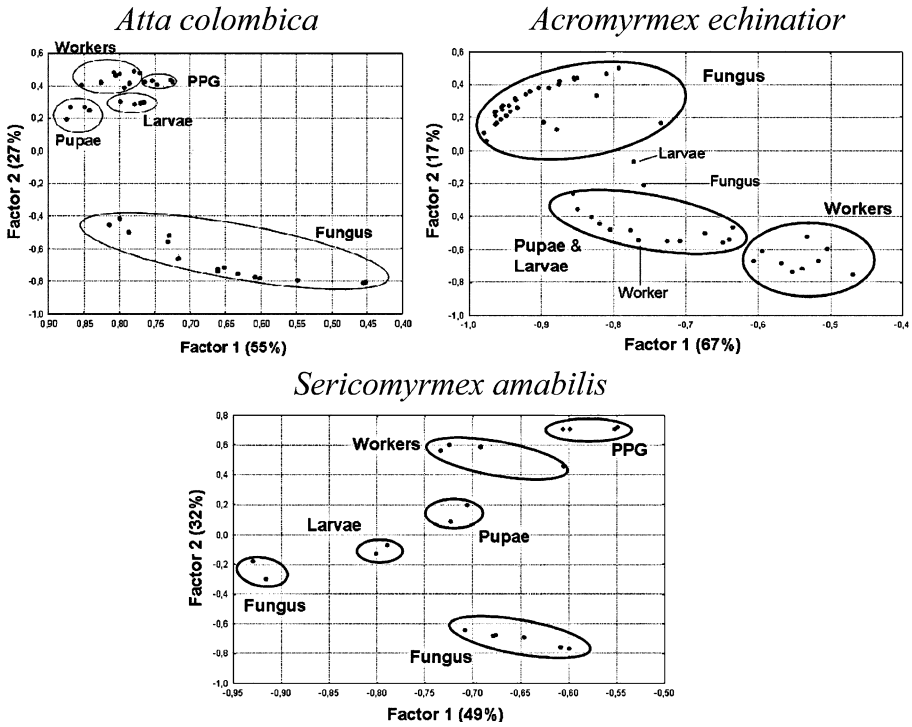 Atta colombica
Acromyrmex echinatior
Workers
PPG
Larvae
Pupae
Fungus
Factor 2 (27%)
0,6
0,4
0,2
0,0
-0,2
-0,4
-0,6
-0,8
-1,0
0,90 0,85 0,80 0,75 0,70 0,65 0,60 0,55 0,50 0,45 0,40
Factor 1 (55%)
Fungus
Larvae
Fungus
Workers
Pupae &
Larvae
Worker
Factor 2 (17%)
0,6
0,4
0,2
0,0
-0,2
0,4
-0,6
-0,8
-1,0
-1,0 -0,9 -0,8 -0,7 -0,6 -0,5 -0,4
Factor 1 (67%)
Sericomyrmex amabilis
Workers
PPG
Larvae
Pupae
Fungus
Fungus
Factor 2 (32%)
0,8
0,6
0,4
0,2
0,0
-0,2
-0,4
-0,6
-0,8
-1,0
-0,95 -0,90 -0,85 -0,80 -0,75 -0,70 -0,65 -0,60 -0,55 -0,50
Factor 1 (49%)